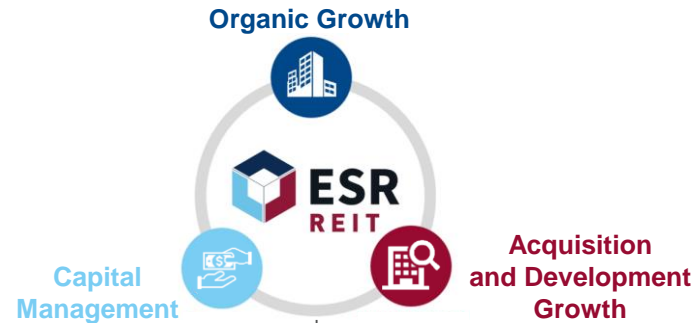 Organic Growth
ESR
REIT
Capital
Management
Acquisition
and Development
Growth